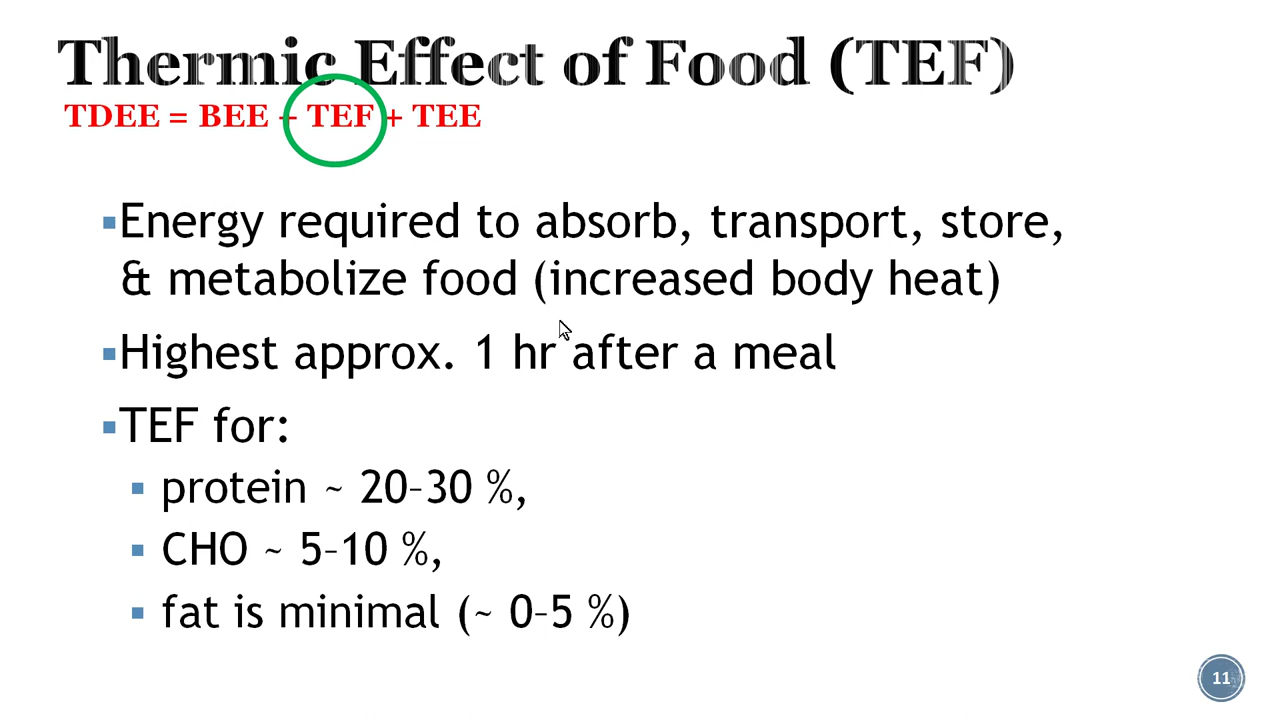 Thermic Effect of Food (TEF)
TDEE = BEE + TEF + TEE
▪Energy required to absorb, transport, store,
& metabolize food (increased body heat)
▪Highest approx. 1 hr after a meal
▪TEF for:
▪ protein ~ 20–30 %,
▪ CHO ~ 5–10 %,
▪ fat is minimal (~ 0–5 %)
11